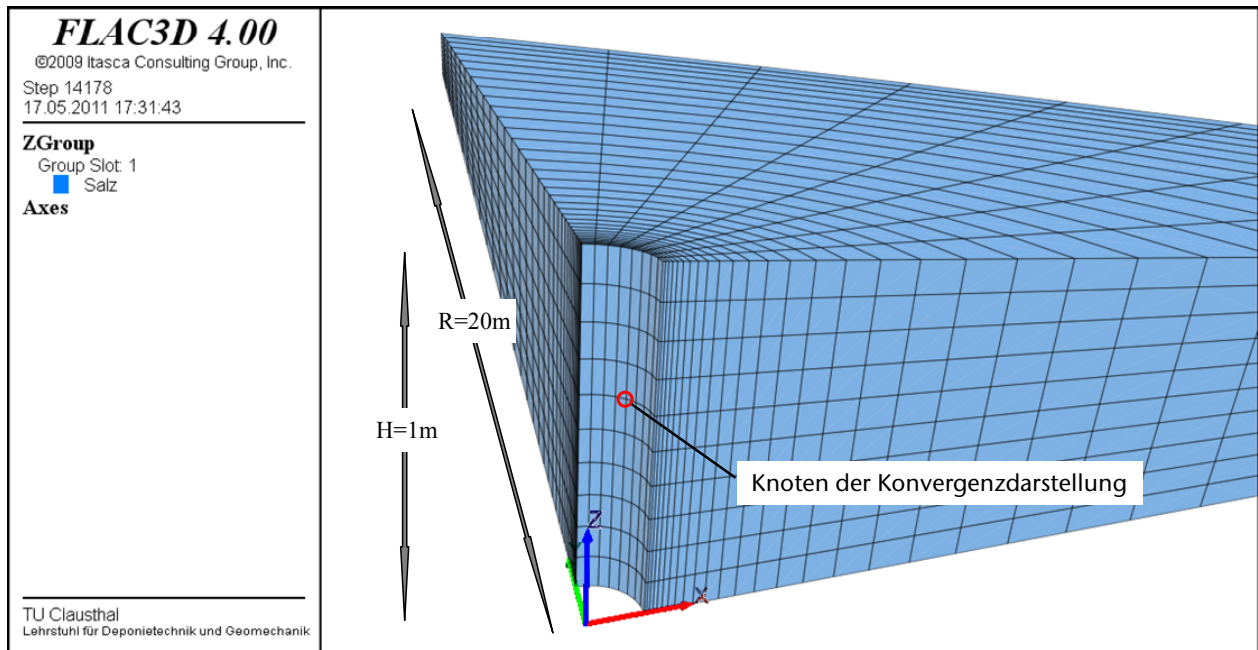 FLAC3D 4.00
©2009 Itasca Consulting Group, Inc.
Step 14178
17.05.2011 17:31:43
ZGroup
Group Slot: 1
Salz
Axes
TU Clausthal
Lehrstuhl für Deponietechnik und Geomechanik
R=20m
H=1m
Knoten der Konvergenzdarstellung
Z
X